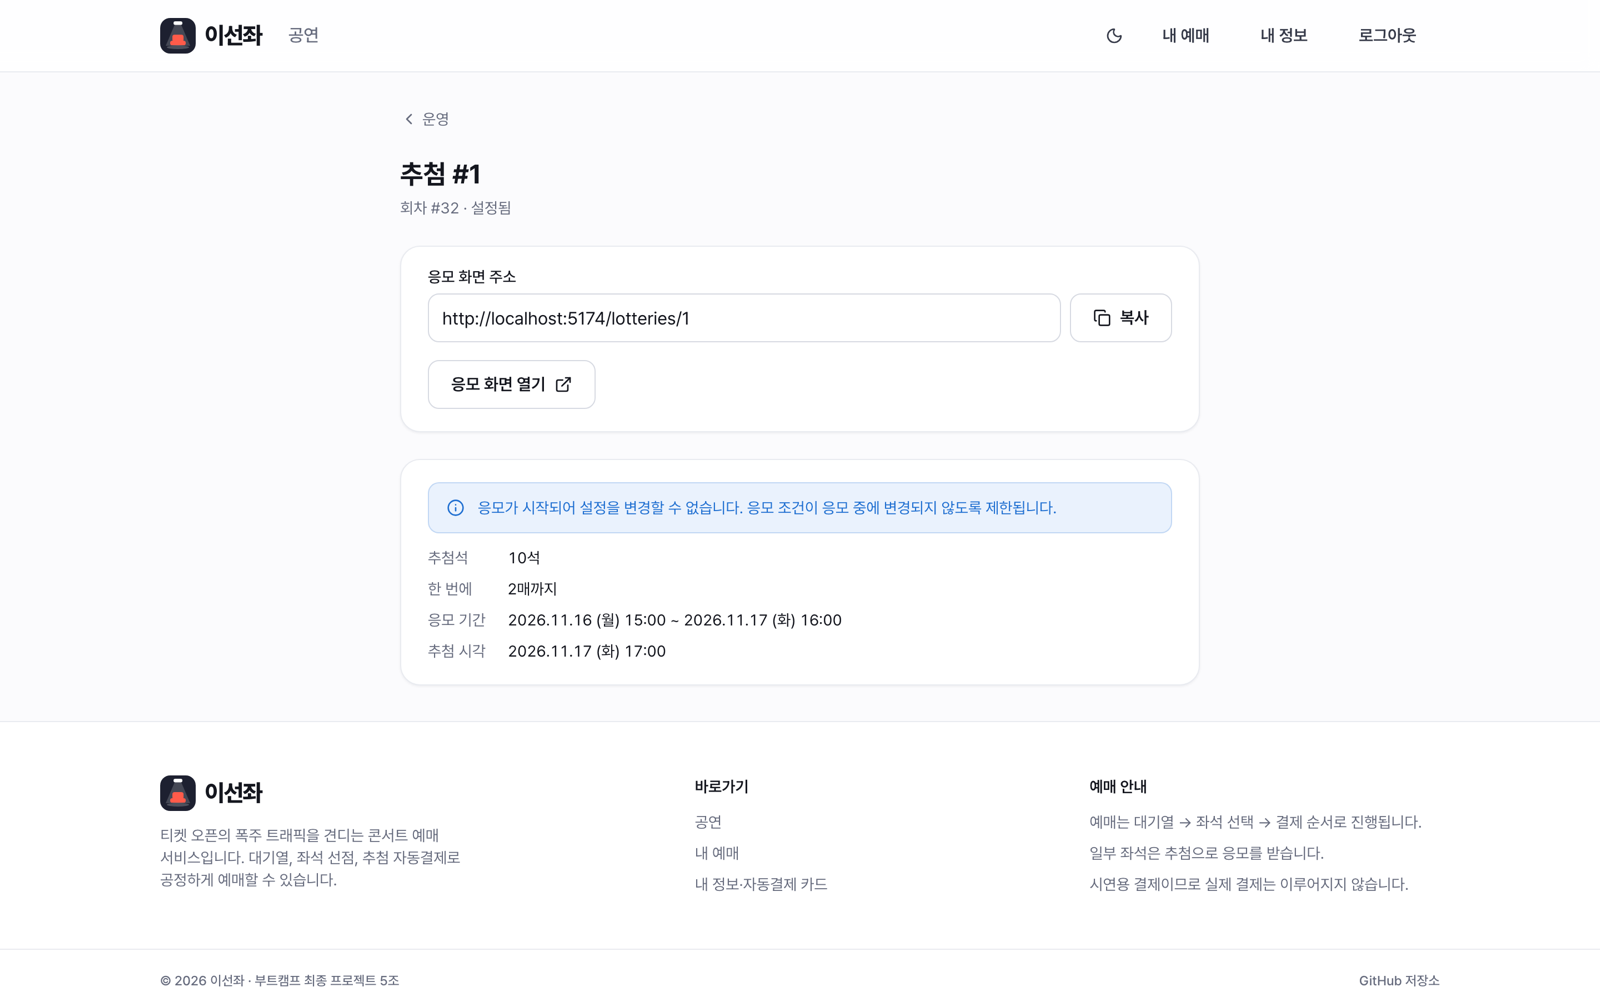 이선좌
공연
내 예매
내 정보
로그아웃
운영
추첨 #1
회차 #32 · 설정됨
응모 화면 주소
http://localhost:5174/lotteries/1
복사
응모 화면 열기
응모가 시작되어 설정을 변경할 수 없습니다. 응모 조건이 응모 중에 변경되지 않도록 제한됩니다.
추첨석 10석
한 번에 2매까지
응모 기간 2026.11.16 (월) 15:00 ~ 2026.11.17 (화) 16:00
추첨 시각 2026.11.17 (화) 17:00
이선좌
티켓 오픈의 폭주 트래픽을 견디는 콘서트 예매
서비스입니다. 대기열, 좌석 선점, 추첨 자동결제로
공정하게 예매할 수 있습니다.
바로가기
공연
내 예매
내 정보·자동결제 카드
예매 안내
예매는 대기열 → 좌석 선택 → 결제 순서로 진행됩니다.
일부 좌석은 추첨으로 응모를 받습니다.
시연용 결제이므로 실제 결제는 이루어지지 않습니다.
© 2026 이선좌 · 부트캠프 최종 프로젝트 5조
GitHub 저장소